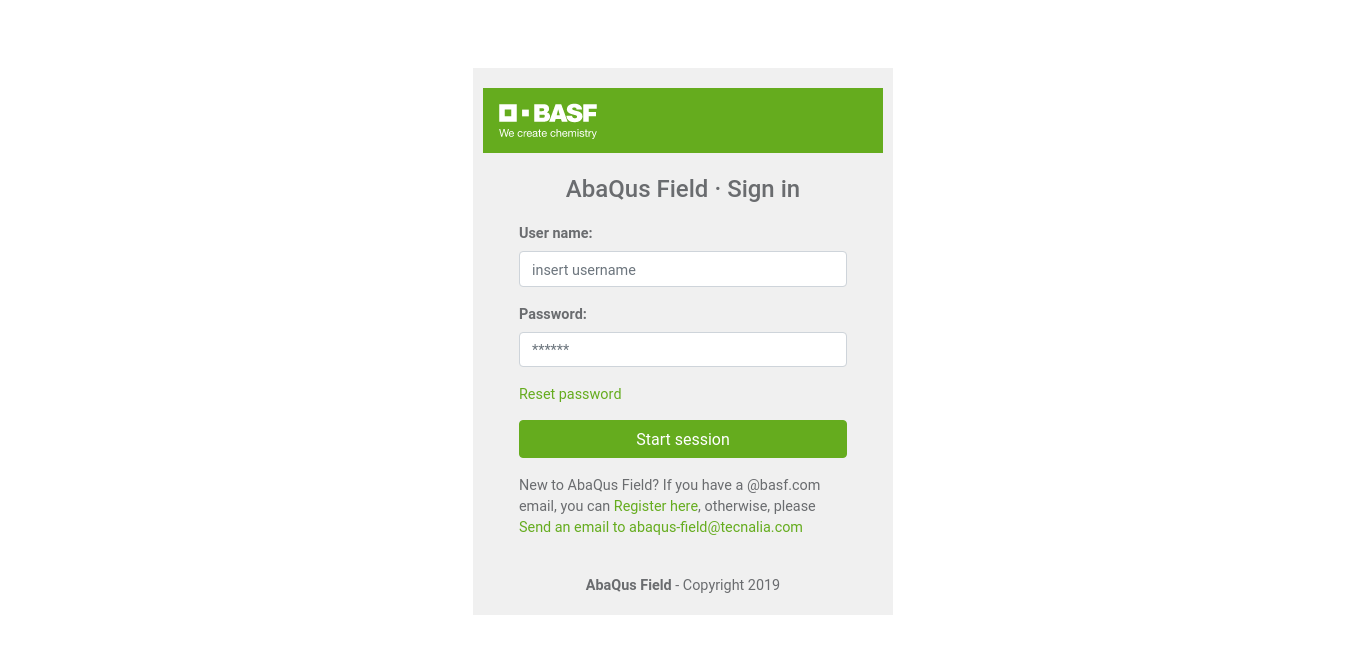 BASF
We create chemistry
AbaQus Field · Sign in
User name:
insert username
Password:
******
Reset password
Start session
New to AbaQus Field? If you have a @basf.com
email, you can Register here, otherwise, please
Send an email to abaqus-field@tecnalia.com
AbaQus Field - Copyright 2019